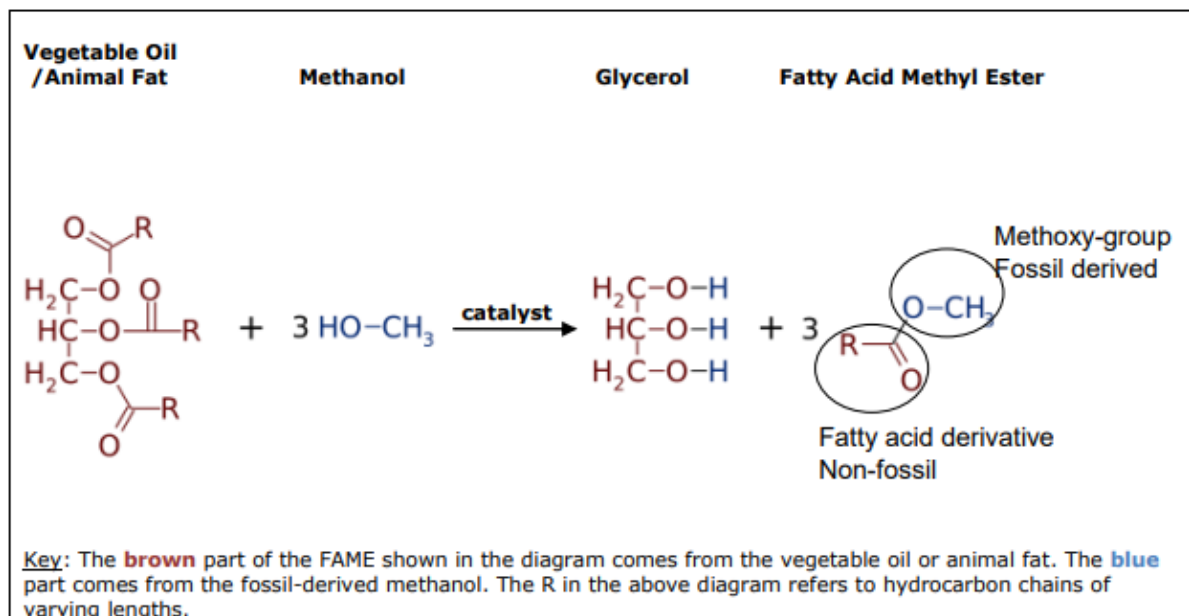 Vegetable Oil
/Animal Fat
Methanol
Glycerol
Fatty Acid Methyl Ester
O
R
H₂C–O O
HC–O R
H₂C–O
R
O
+ 3 HO–CH₃
catalyst
H₂C–O–H
HC–O–H
H₂C–O–H
+ 3
Methoxy-group
Fossil derived
O–CH₃
R
O
Fatty acid derivative
Non-fossil
Key: The brown part of the FAME shown in the diagram comes from the vegetable oil or animal fat. The blue
part comes from the fossil-derived methanol. The R in the above diagram refers to hydrocarbon chains of
varying lengths.